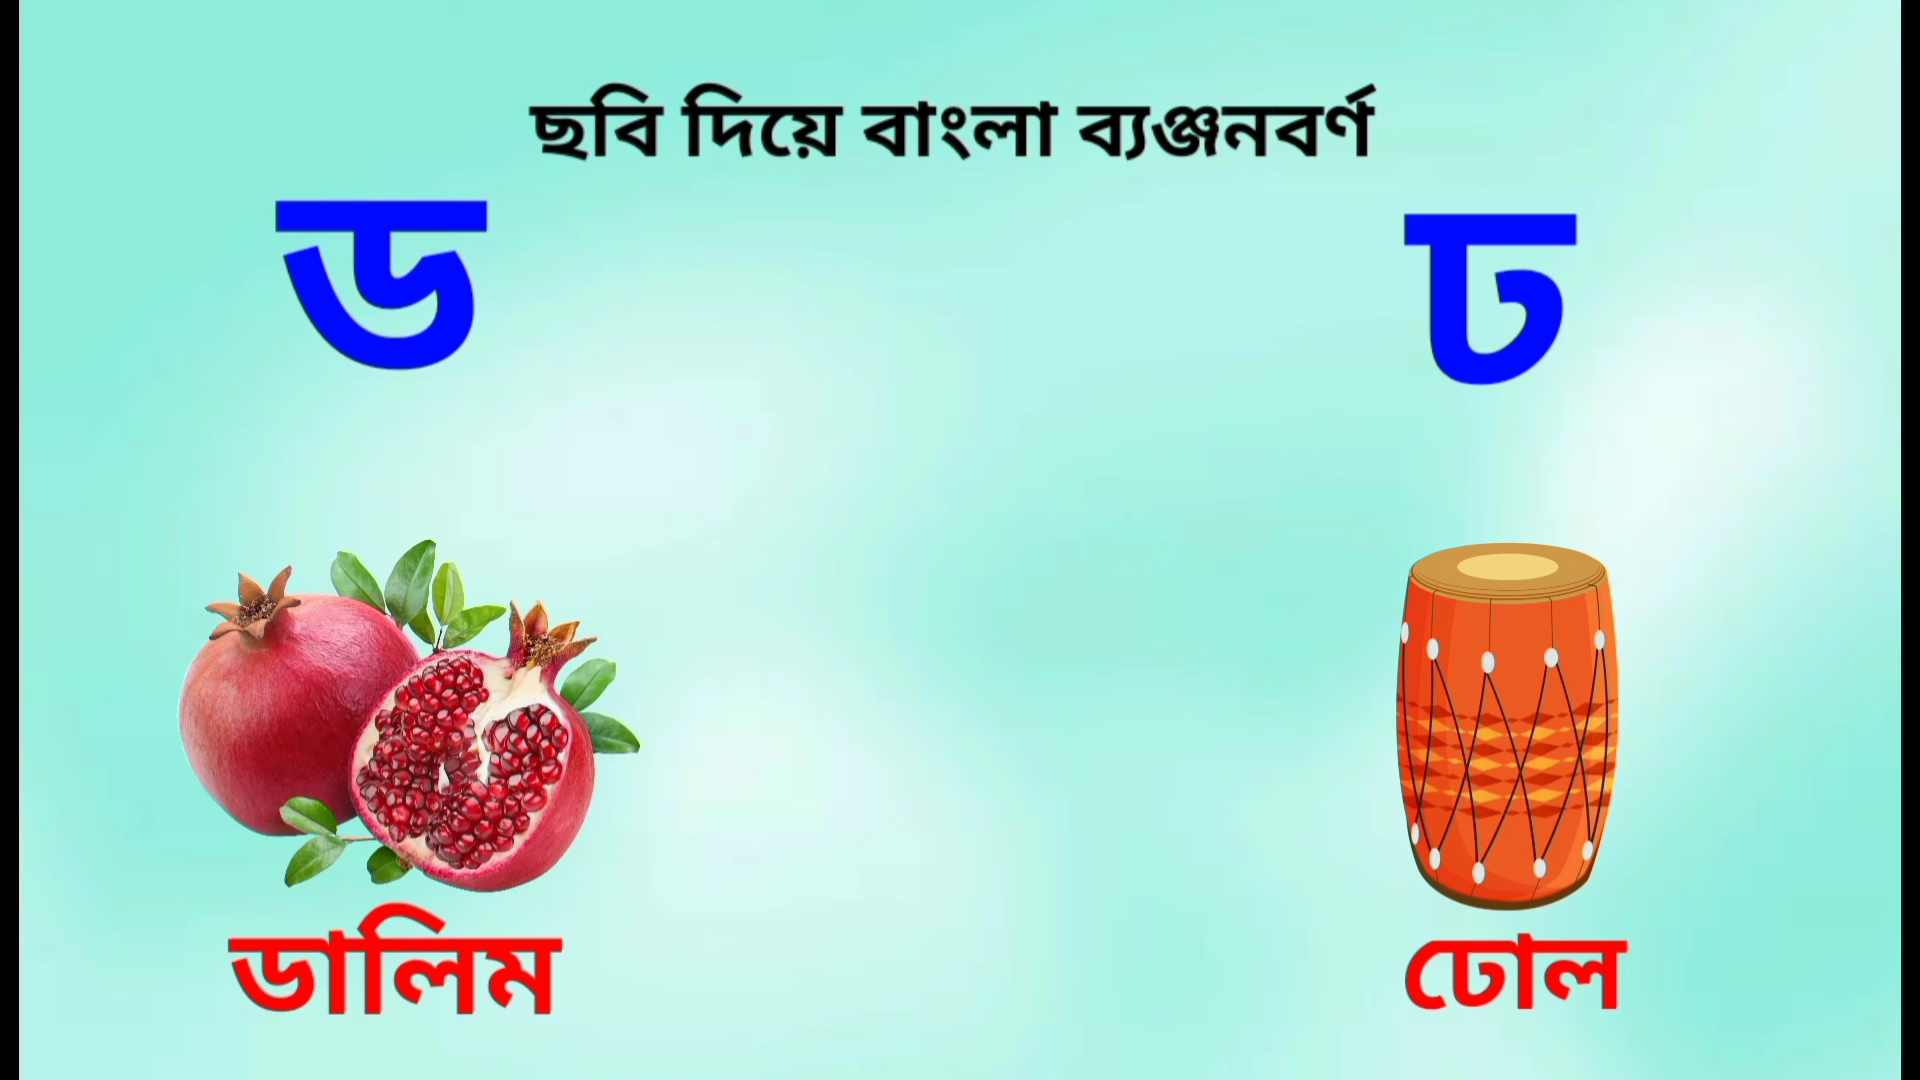 ছবি দিয়ে বাংলা ব্যঞ্জনবর্ণ
ড
ঢ
ডালিম
ঢোল